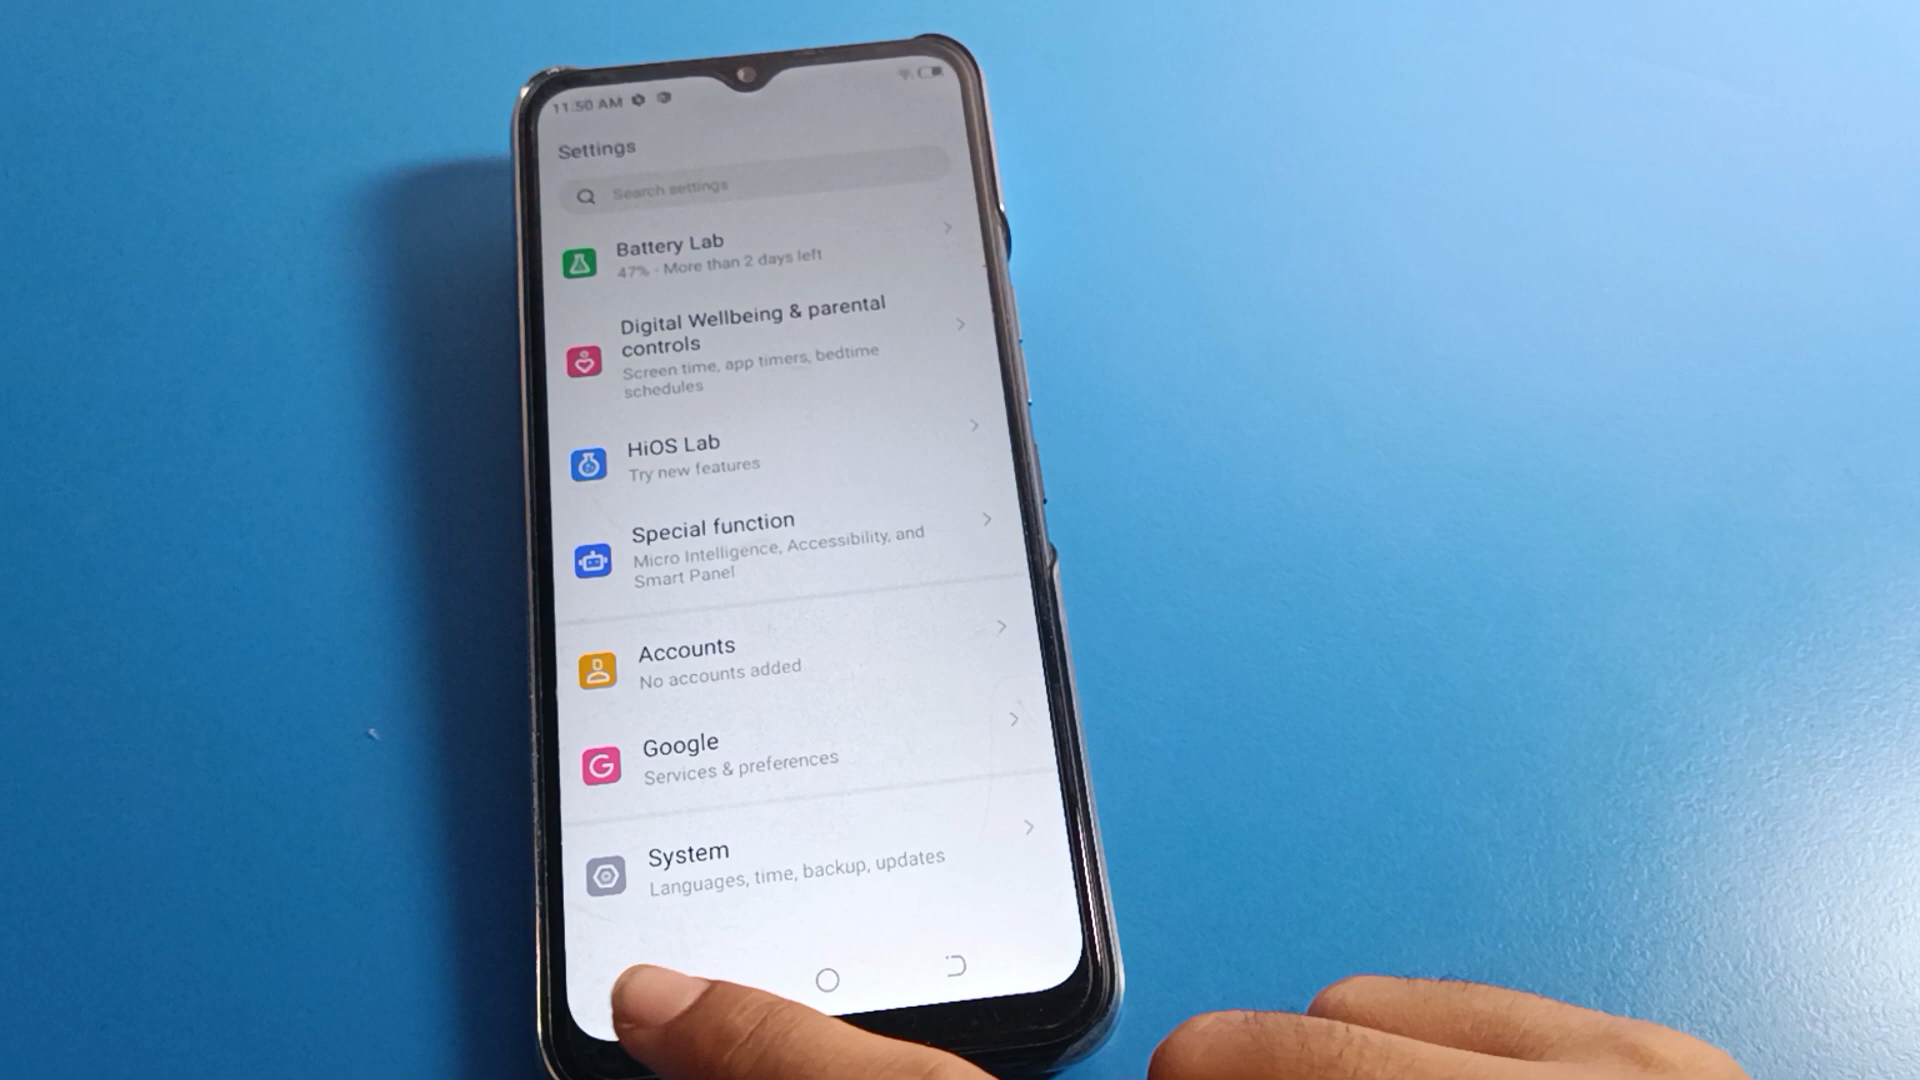 11:50 AM
Settings
Search settings
Battery Lab
47% - More than 2 days left
Digital Wellbeing & parental
controls
Screen time, app timers, bedtime
schedules
HiOS Lab
Try new features
Special function
Micro Intelligence, Accessibility, and
Smart Panel
Accounts
No accounts added
Google
Services & preferences
System
Languages, time, backup, updates